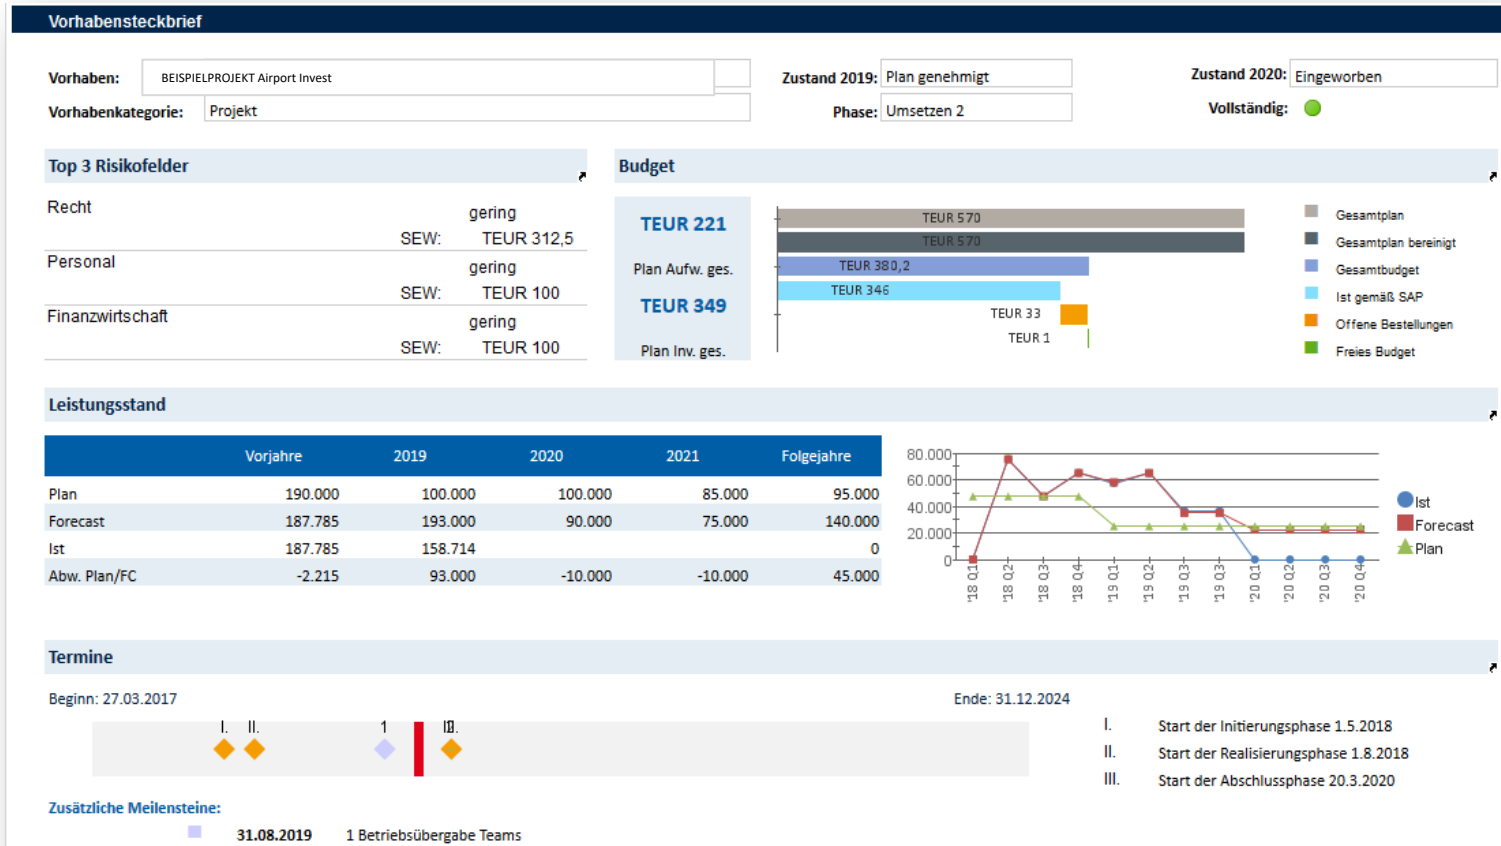 Vorhabensteckbrief
Vorhaben: BEISPIELPROJEKT Airport Invest Zustand 2019: Plan genehmigt Zustand 2020: Eingeworben
Vorhabenkategorie: Projekt Phase: Umsetzen 2 Vollständig:
Top 3 Risikofelder
Recht
gering
SEW: TEUR 312,5
Personal
gering
SEW: TEUR 100
Finanzwirtschaft
gering
SEW: TEUR 100
Budget
TEUR 221
Plan Aufw. ges.
TEUR 349
Plan Inv. ges.
TEUR 570
TEUR 570
TEUR 380,2
TEUR 346
TEUR 33
TEUR 1
Gesamtplan
Gesamtplan bereinigt
Gesamtbudget
Ist gemäß SAP
Offene Bestellungen
Freies Budget
Leistungsstand
Vorjahre 2019 2020 2021 Folgejahre
Plan 190.000 100.000 100.000 85.000 95.000
Forecast 187.785 193.000 90.000 75.000 140.000
Ist 187.785 158.714 0
Abw. Plan/FC -2.215 93.000 -10.000 -10.000 45.000
80.000
60.000
40.000
20.000
0
'18 Q1 '18 Q2 '18 Q3 '18 Q4 '19 Q1 '19 Q2 '19 Q3 '19 Q3 '20 Q1 '20 Q2 '20 Q3 '20 Q4
Ist
Forecast
Plan
Termine
Beginn: 27.03.2017 Ende: 31.12.2024
I. II. 1
I. Start der Initierungsphase 1.5.2018
II. Start der Realisierungsphase 1.8.2018
III. Start der Abschlussphase 20.3.2020
Zusätzliche Meilensteine:
31.08.2019 1 Betriebsübergabe Teams